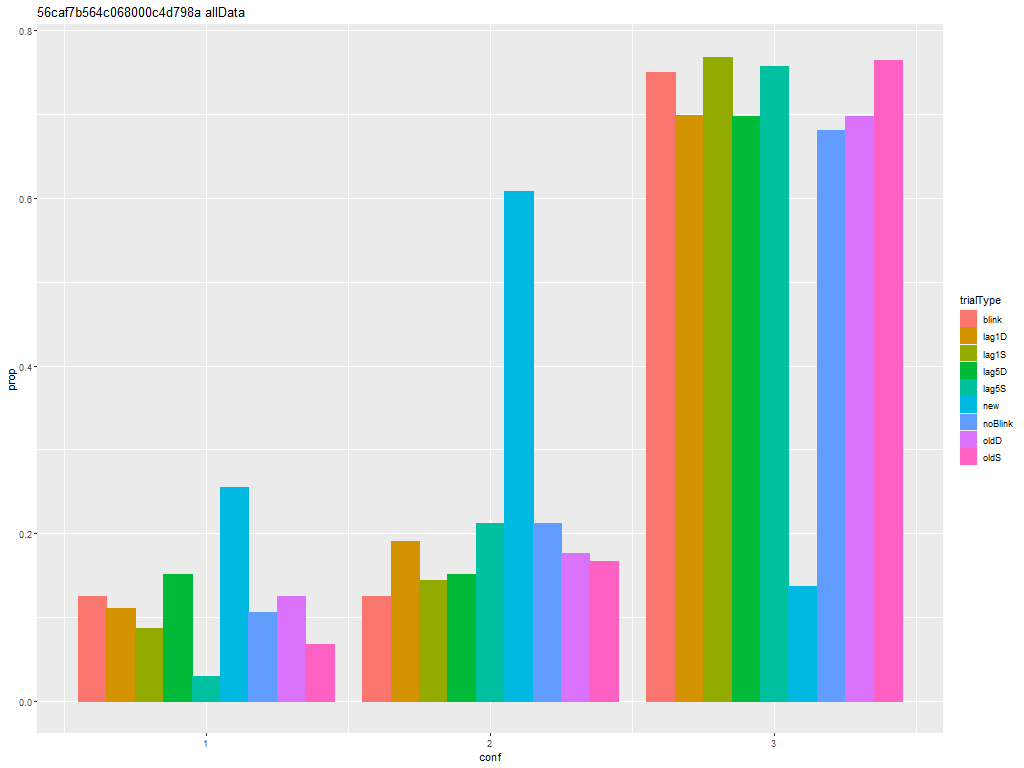 56caf7b564c068000c4d798a allData
0.8
0.6
0.4
0.2
0.0
prop
1
2
3
conf
trialType
blink
lag1D
lag1S
lag5D
lag5S
new
noBlink
oldD
oldS